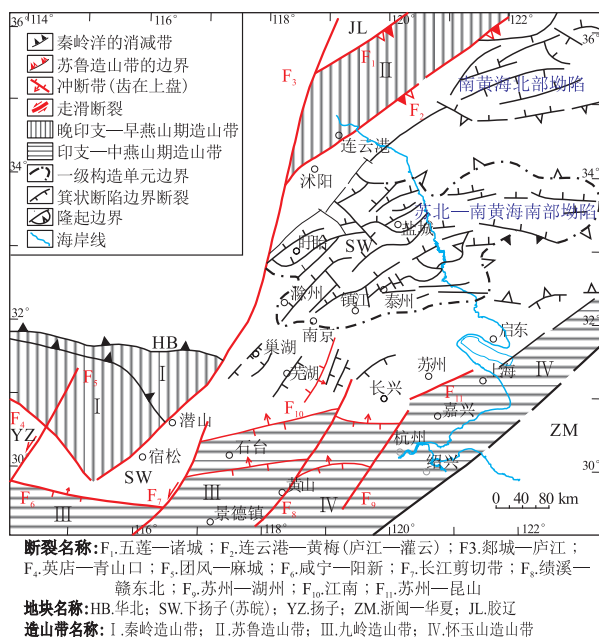 36° 114° 116° 118° 120° 122° 36°
秦岭洋的消减带
苏鲁造山带的边界
冲断带(齿在上盘)
走滑断裂
晚印支—早燕山期造山带
印支—中燕山期造山带
一级构造单元边界
箕状断陷边界断裂
隆起边界
海岸线
JL
F1
F3
II
F2
南黄海北部坳陷
连云港
34° 34°
沭阳
苏北—南黄海南部坳陷
盐城
盱眙
SW
滁州
镇江
泰州
32° 32°
南京
启东
HB
巢湖
F5
I
I
芜湖
苏州
上海
IV
长兴
F11
F4
潜山
F10
嘉兴
YZ
杭州
ZM
宿松
石台
30° 30°
SW
绍兴
F6
F7
III
黄山
IV
III
景德镇
F8
F9
0 40 80 km
116° 118° 120° 122°
断裂名称:F1.五莲—诸城；F2.连云港—黄梅(庐江—灌云)；F3.郯城—庐江；
F4.英店—青山口；F5.团风—麻城；F6.咸宁—阳新；F7.长江剪切带；F8.绩溪—
赣东北；F9.苏州—湖州；F10.江南；F11.苏州—昆山
地块名称:HB.华北；SW.下扬子(苏皖)；YZ.扬子；ZM.浙闽—华夏；JL.胶辽
造山带名称：I.秦岭造山带；II.苏鲁造山带；III.九岭造山带；IV.怀玉山造山带